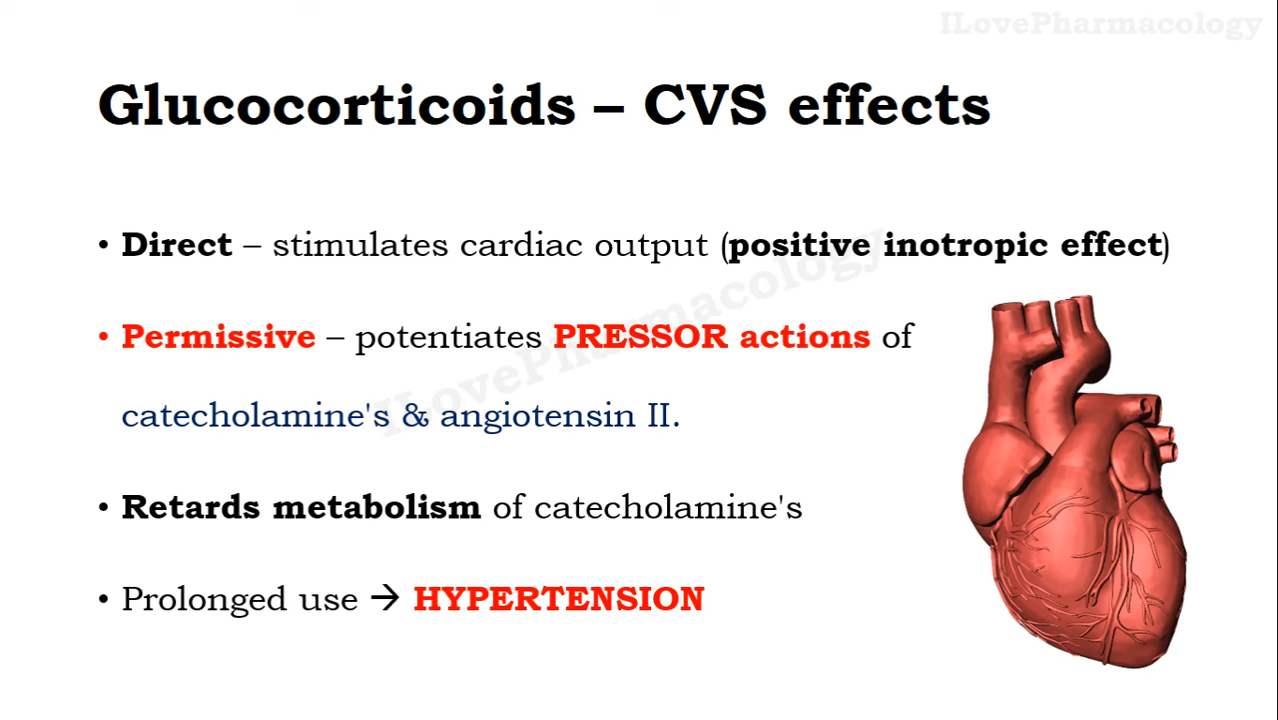 ILovePharmacology
Glucocorticoids – CVS effects
• Direct – stimulates cardiac output (positive inotropic effect)
• Permissive – potentiates PRESSOR actions of
catecholamine's & angiotensin II.
• Retards metabolism of catecholamine's
• Prolonged use → HYPERTENSION
ILovePharmacology